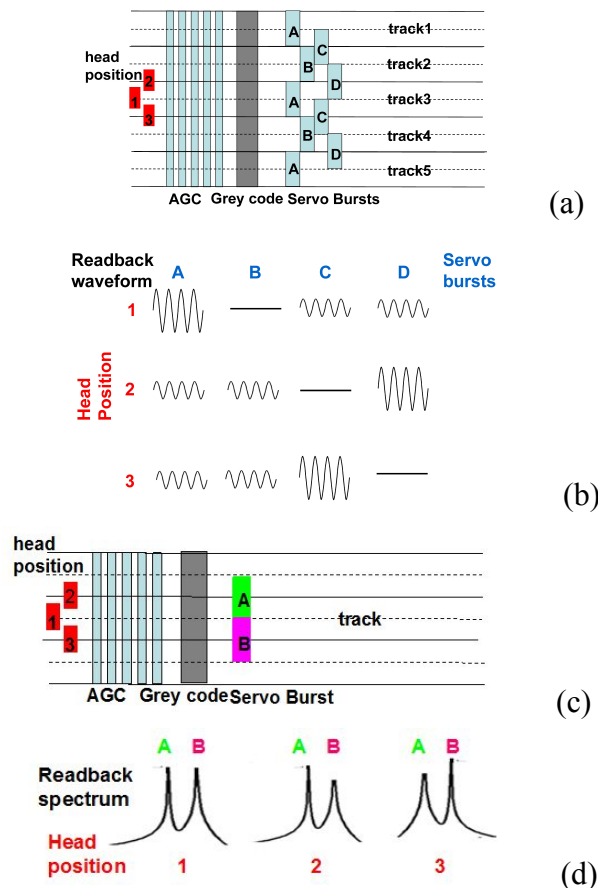 A track1
C
head position
B track2
2
D
1 A track3
3 C
B track4
D
A track5
AGC Grey code Servo Bursts
(a)
Readback waveform A B C D Servo bursts
1
Head Position 2
3
(b)
head position
2 A
1 track
3 B
AGC Grey code Servo Burst
(c)
A B A B A B
Readback spectrum
Head position 1 2 3
(d)